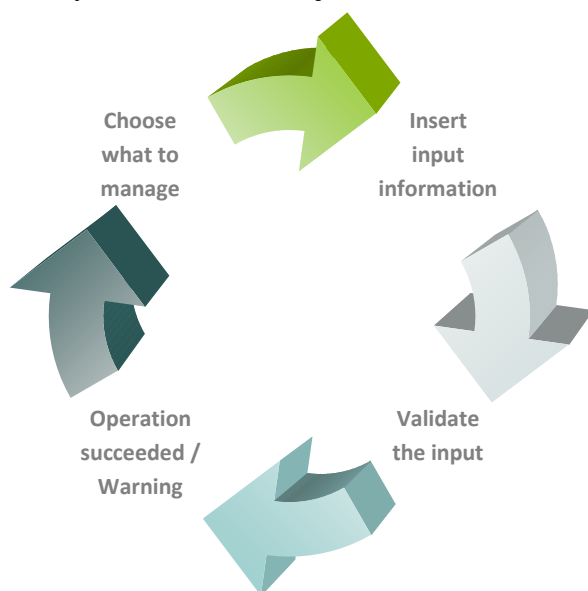 Choose
what to
manage
Insert
input
information
Validate
the input
Operation
succeeded /
Warning